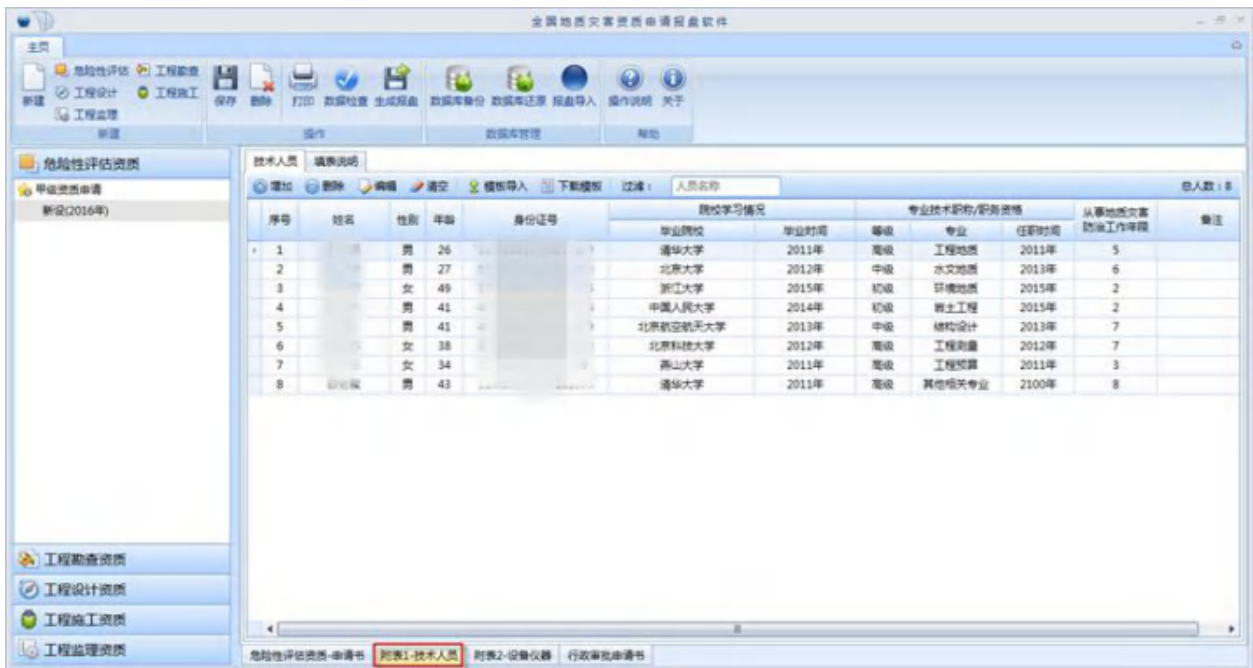 全国地质灾害资质申请报盘软件
主页
新建 危险性评估 工程勘查 工程设计 工程施工 工程监理 保存 删除 打印 数据检查 生成报盘 数据库备份 数据库还原 报盘导入 操作说明 关于
新建 操作 数据库管理 帮助
危险性评估资质
甲级资质申请
新设(2016年)
工程勘查资质
工程设计资质
工程施工资质
工程监理资质
技术人员 填表说明
增加 删除 编辑 清空 模板导入 下载模版 过滤： 人员名称 总人数：8
序号 姓名 性别 年龄 身份证号 院校学习情况 专业技术职称/职务资格 从事地质灾害防治工作年限 备注
毕业院校 毕业时间 等级 专业 任职时间
1 男 26 清华大学 2011年 高级 工程地质 2011年 5
2 男 27 北京大学 2012年 中级 水文地质 2013年 6
3 女 49 浙江大学 2015年 初级 环境地质 2015年 2
4 男 41 中国人民大学 2014年 初级 岩土工程 2015年 2
5 男 41 北京航空航天大学 2013年 中级 结构设计 2013年 7
6 女 38 北京科技大学 2012年 高级 工程测量 2012年 7
7 女 34 燕山大学 2011年 高级 工程预算 2011年 3
8 男 43 清华大学 2011年 高级 其他相关专业 2100年 8
危险性评估资质-申请书 附表1-技术人员 附表2-设备仪器 行政审批申请书